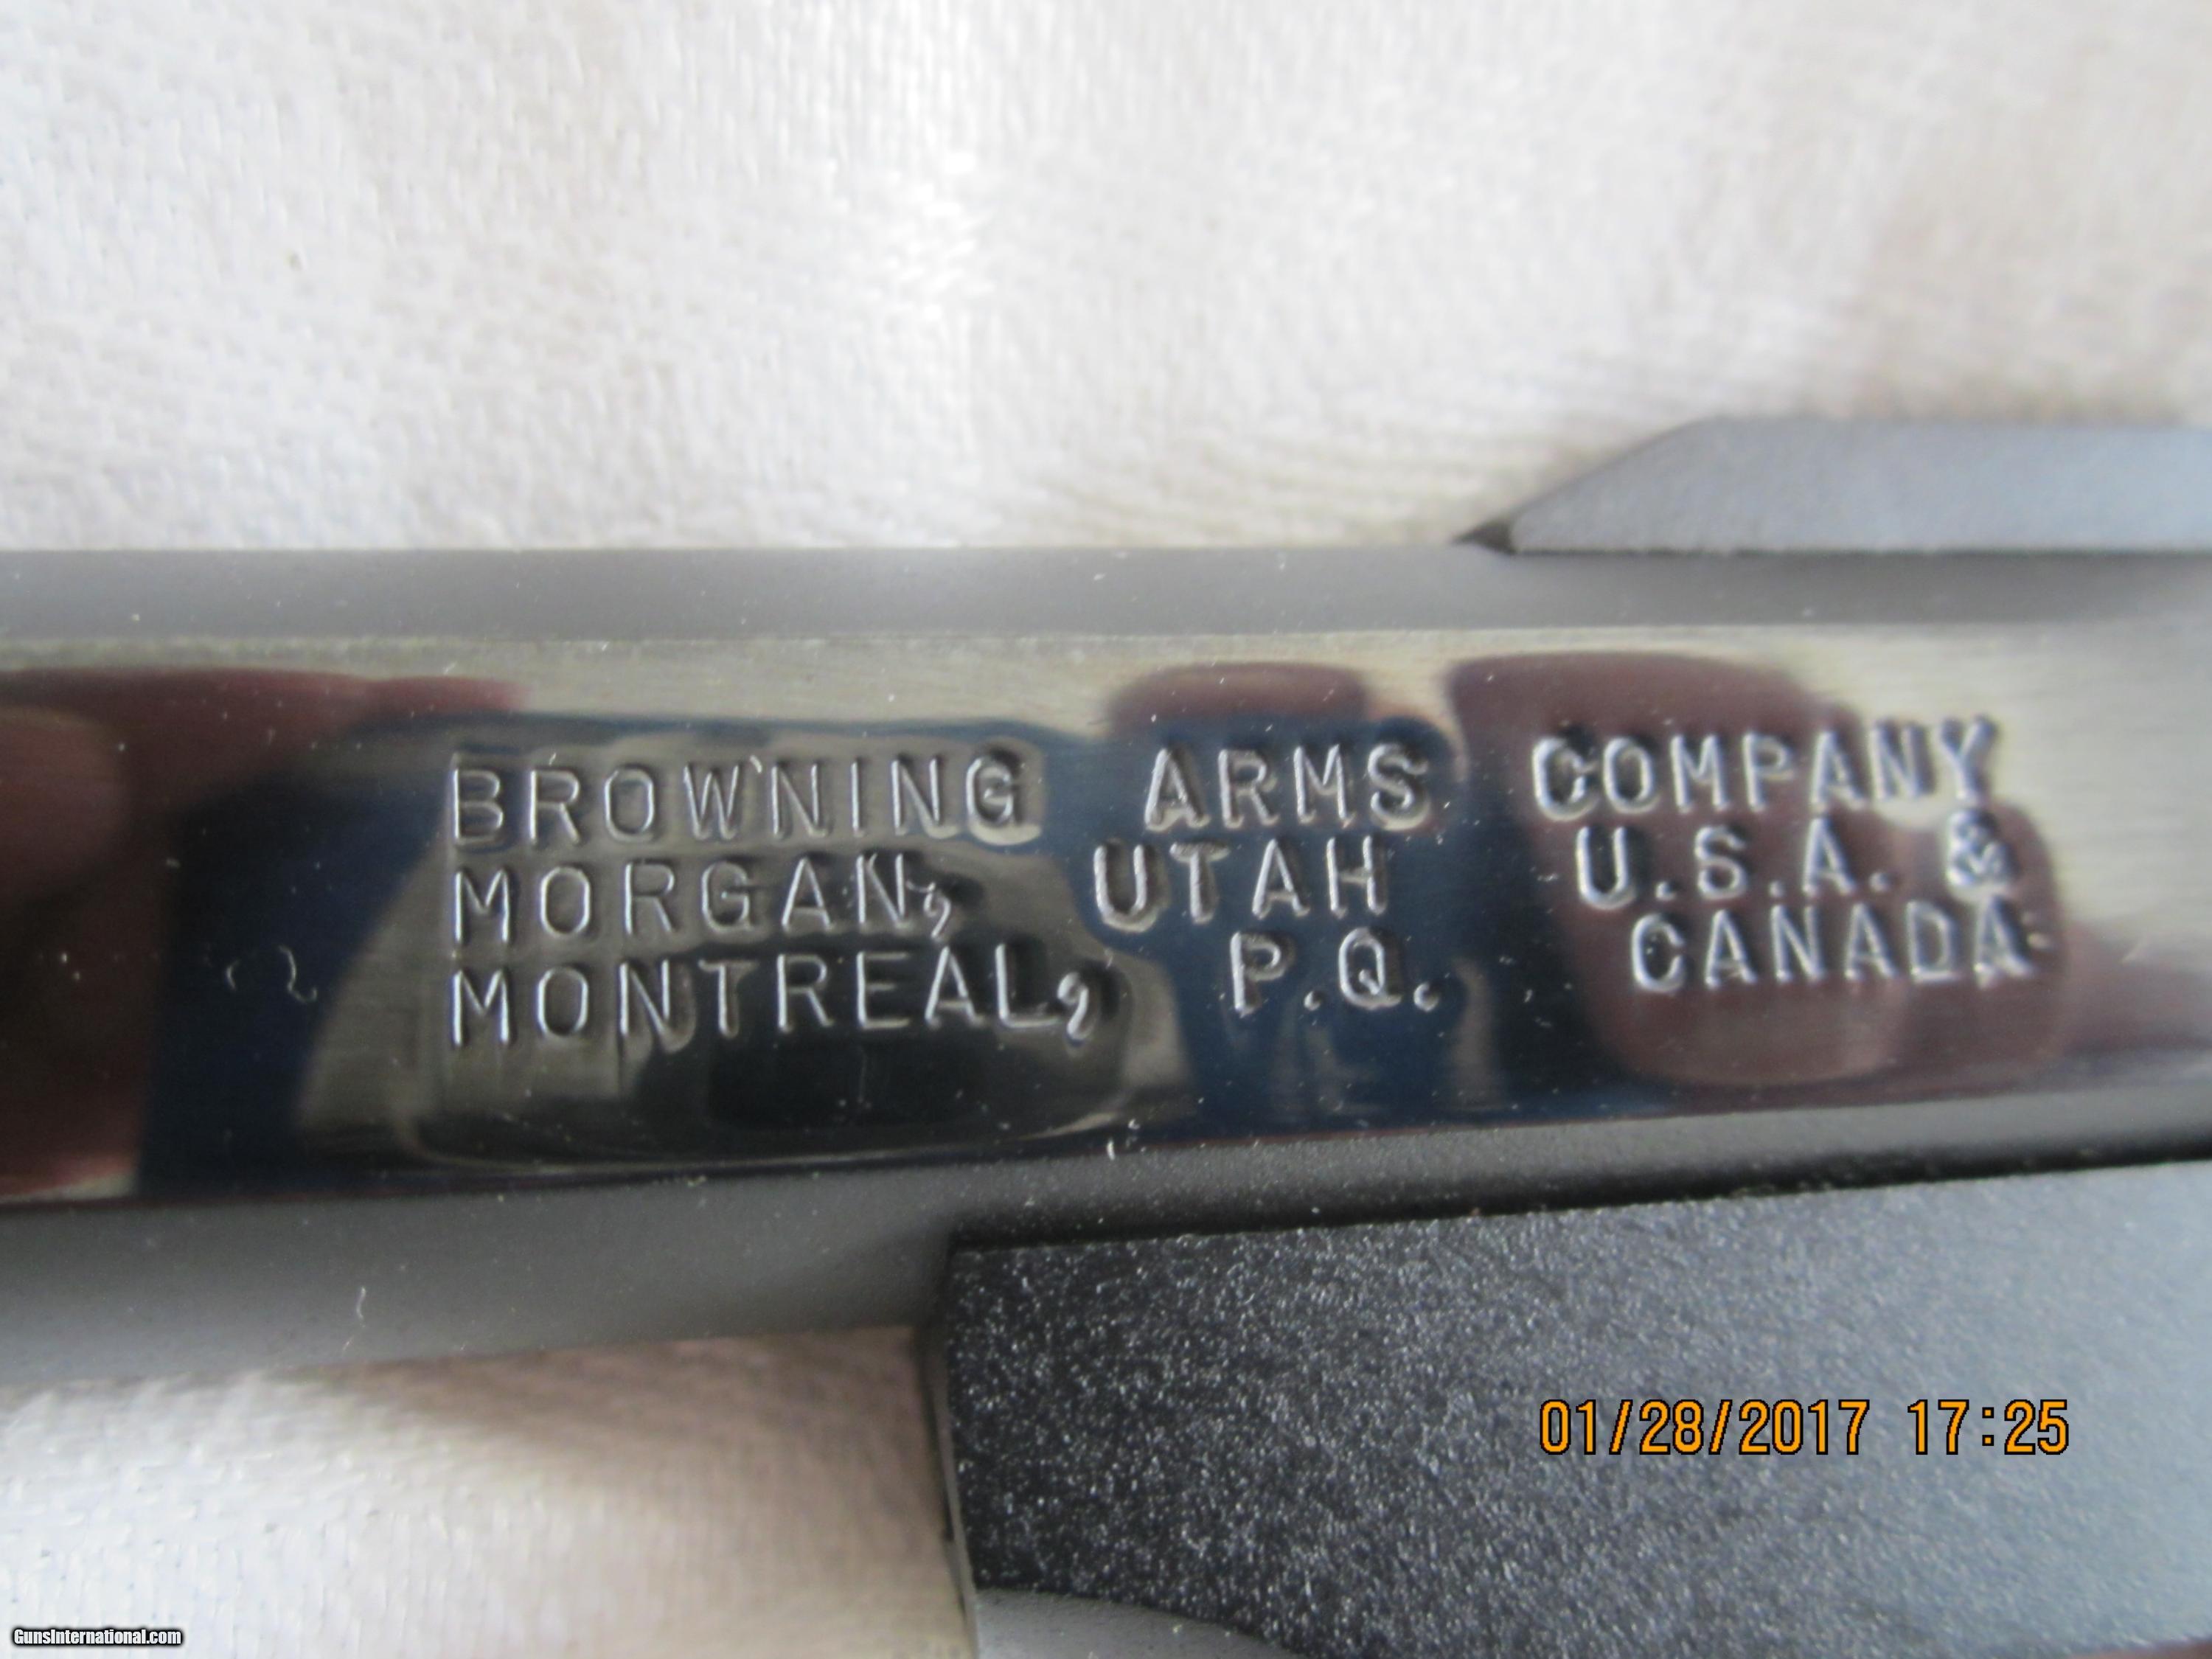 BROWNING ARMS COMPANY
MORGAN, UTAH U.S.A. &
MONTREAL, P.Q. CANADA.
01/28/2017 17:25
GunsInternational.com